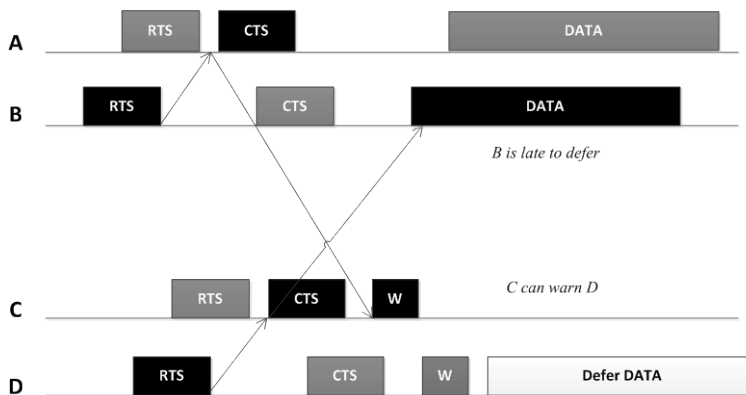 A RTS CTS DATA
B RTS CTS DATA
B is late to defer
C can warn D
C RTS CTS W
D RTS CTS W Defer DATA